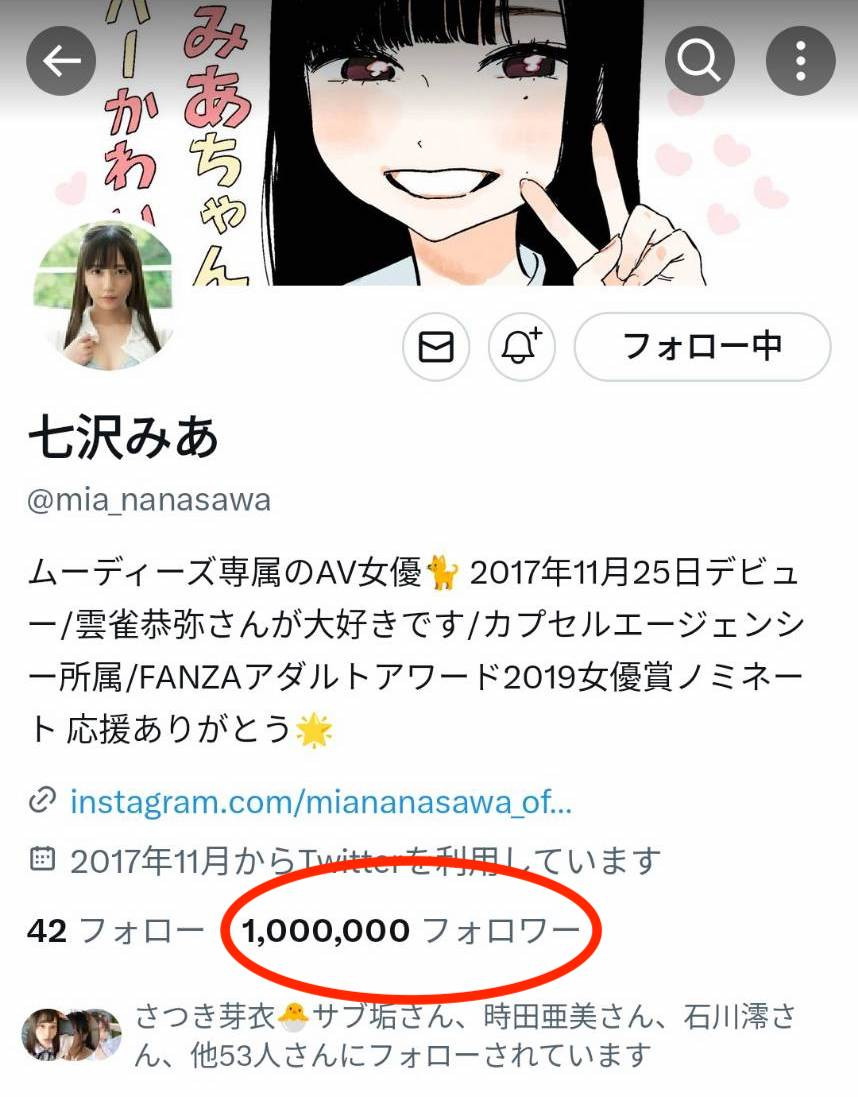 みあちゃん
ーかわ
フォロー中
七沢みあ
@mia_nanasawa
ムーディーズ専属のAV女優🐈 2017年11月25日デビュ
ー/雲雀恭弥さんが大好きです/カプセルエージェンシ
ー所属/FANZAアダルトアワード2019女優賞ノミネー
ト 応援ありがとう🌟
instagram.com/miananasawa_of...
2017年11月からTwitterを利用しています
42 フォロー 1,000,000 フォロワー
さつき芽衣🐣サブ垢さん、時田亜美さん、石川澪さ
ん、他53人さんにフォローされています